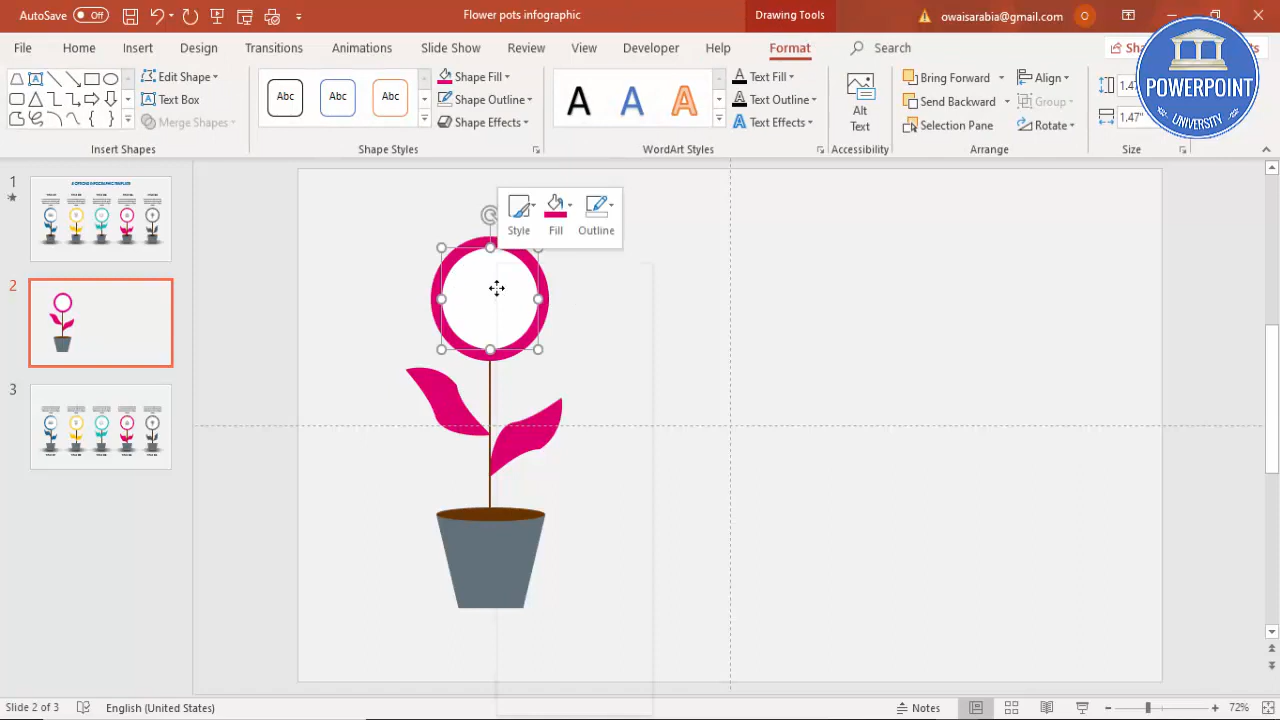 AutoSave Off
Flower pots infographic
Drawing Tools
owaisarabia@gmail.com
O
File Home Insert Design Transitions Animations Slide Show Review View Developer Help Format Search
Edit Shape
Text Box
Merge Shapes
Insert Shapes
Abc Abc Abc
Shape Fill
Shape Outline
Shape Effects
Shape Styles
A A A
Text Fill
Text Outline
Text Effects
WordArt Styles
Alt
Text
Accessibility
Bring Forward
Send Backward
Selection Pane
Align
Group
Rotate
Arrange
1.47"
Size
POWERPOINT
UNIVERSITY
1
2
3
Style Fill Outline
Slide 2 of 3
English (United States)
Notes
72%